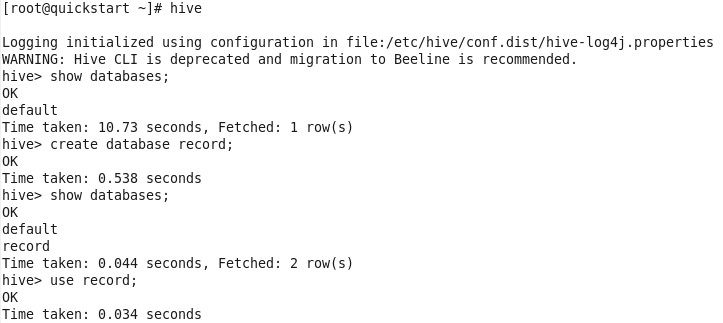 [root@quickstart ~]# hive
Logging initialized using configuration in file:/etc/hive/conf.dist/hive-log4j.properties
WARNING: Hive CLI is deprecated and migration to Beeline is recommended.
hive> show databases;
OK
default
Time taken: 10.73 seconds, Fetched: 1 row(s)
hive> create database record;
OK
Time taken: 0.538 seconds
hive> show databases;
OK
default
record
Time taken: 0.044 seconds, Fetched: 2 row(s)
hive> use record;
OK
Time taken: 0.034 seconds